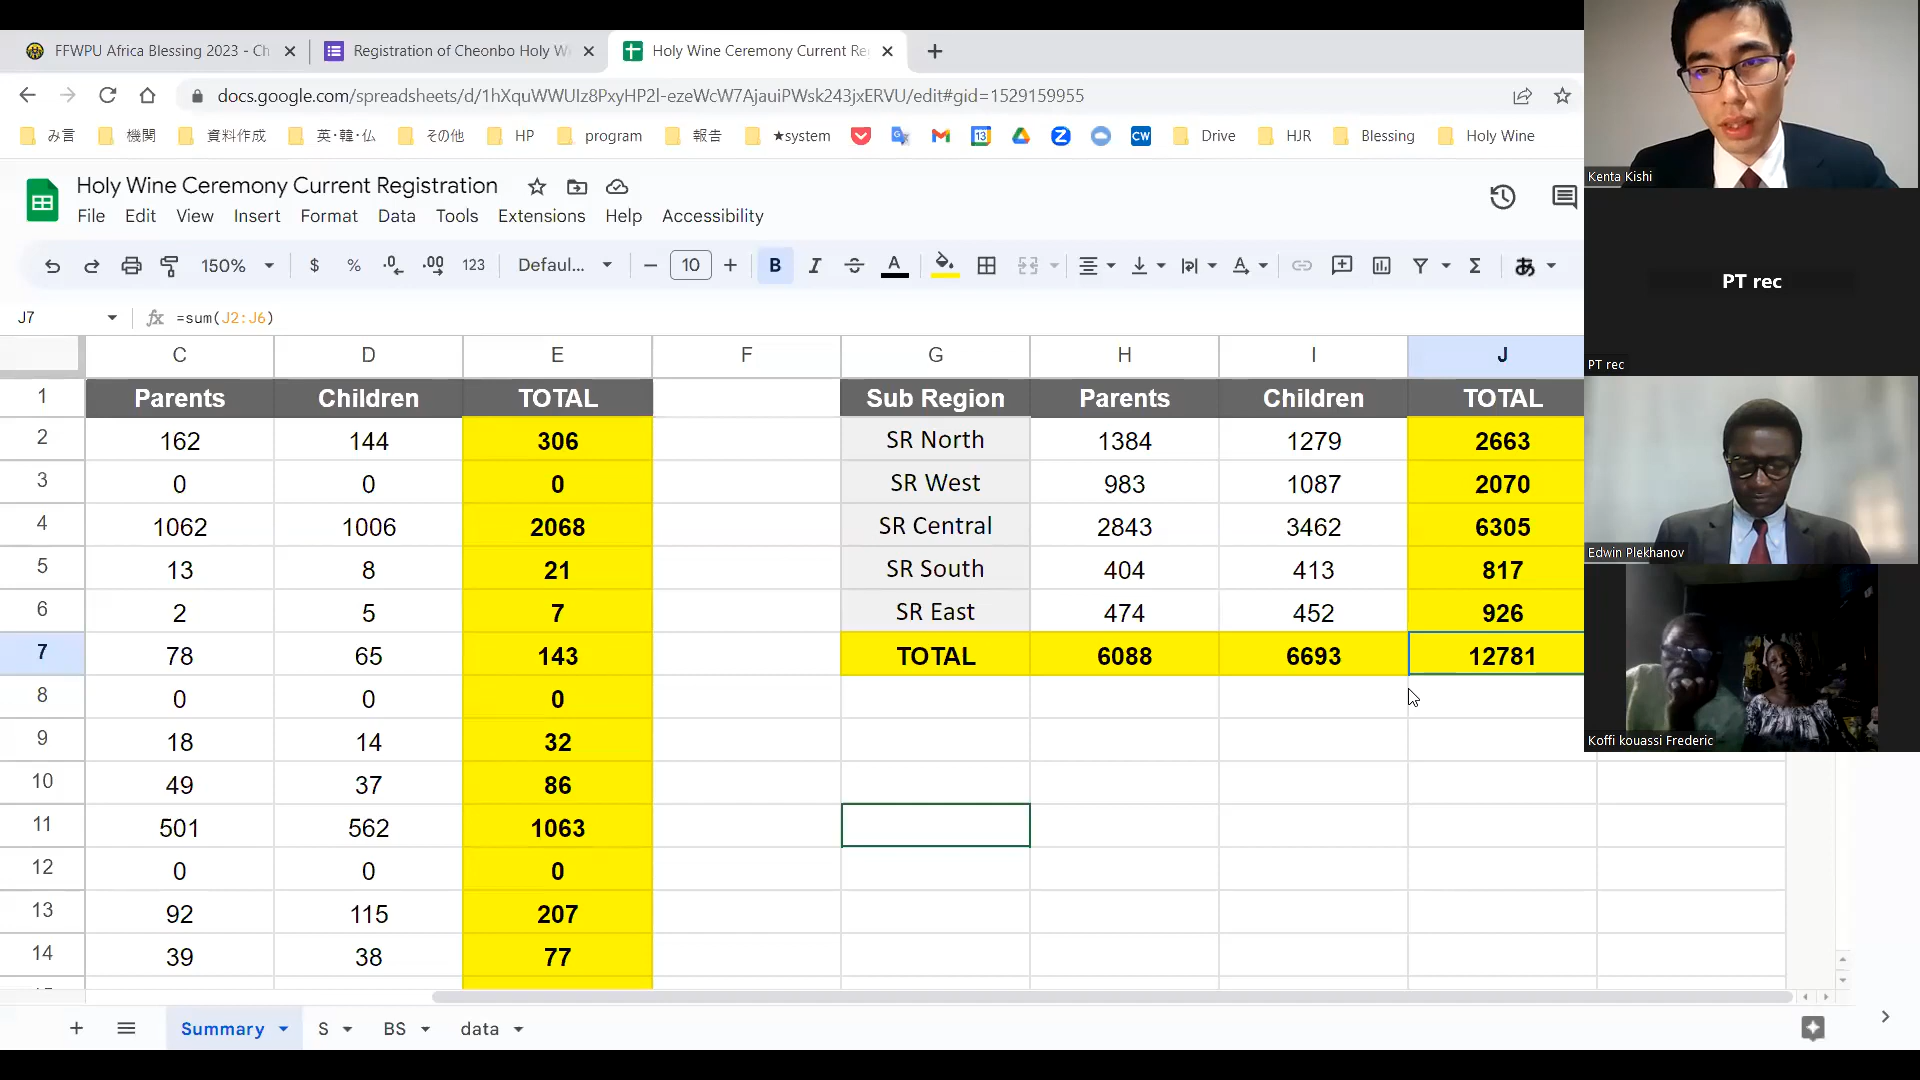 FFWPU Africa Blessing 2023 - Ch
Registration of Cheonbo Holy W
Holy Wine Ceremony Current Re
docs.google.com/spreadsheets/d/1hXquWWUIz8PxyHP2l-ezeWcW7AjauiPWsk243jxERVU/edit#gid=1529159955
み言 機関 資料作成 英・韓・仏 その他 HP program 報告 ★system 13 CW Drive HJR Blessing Holy Wine
Holy Wine Ceremony Current Registration
File Edit View Insert Format Data Tools Extensions Help Accessibility
150% $ % .0 .00 123 Defaul... 10 B I A あ
J7 fx =sum(J2:J6)
C D E F G H I J
1 Parents Children TOTAL Sub Region Parents Children TOTAL
2 162 144 306 SR North 1384 1279 2663
3 0 0 0 SR West 983 1087 2070
4 1062 1006 2068 SR Central 2843 3462 6305
5 13 8 21 SR South 404 413 817
6 2 5 7 SR East 474 452 926
7 78 65 143 TOTAL 6088 6693 12781
8 0 0 0
9 18 14 32
10 49 37 86
11 501 562 1063
12 0 0 0
13 92 115 207
14 39 38 77
Summary S BS data
Kenta Kishi
PT rec
PT rec
Edwin Plekhanov
Koffi kouassi Frederic